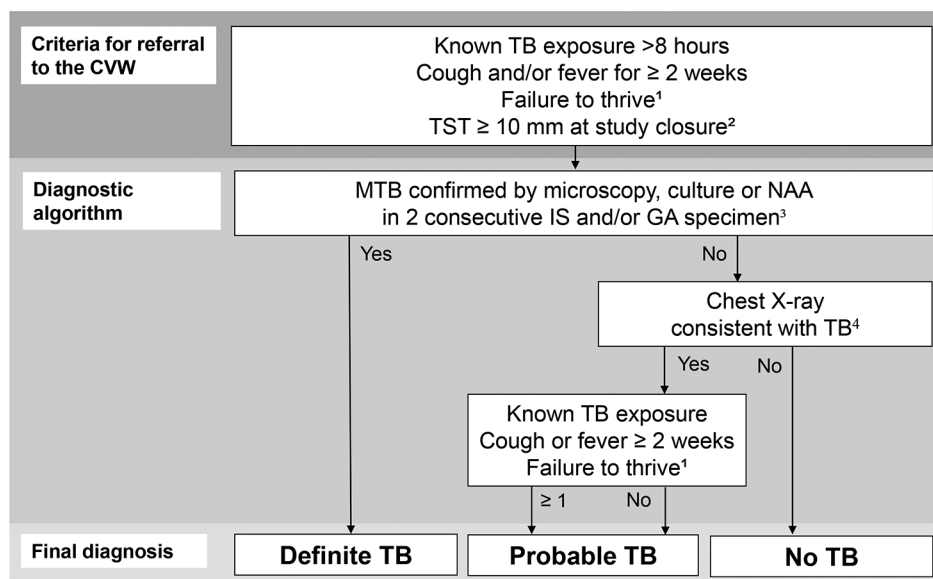 Criteria for referral
to the CVW
Known TB exposure >8 hours
Cough and/or fever for ≥ 2 weeks
Failure to thrive¹
TST ≥ 10 mm at study closure²
Diagnostic
algorithm
MTB confirmed by microscopy, culture or NAA
in 2 consecutive IS and/or GA specimen³
Yes
No
Chest X-ray
consistent with TB⁴
Yes
No
Known TB exposure
Cough or fever ≥ 2 weeks
Failure to thrive¹
≥ 1
No
Final diagnosis
Definite TB
Probable TB
No TB